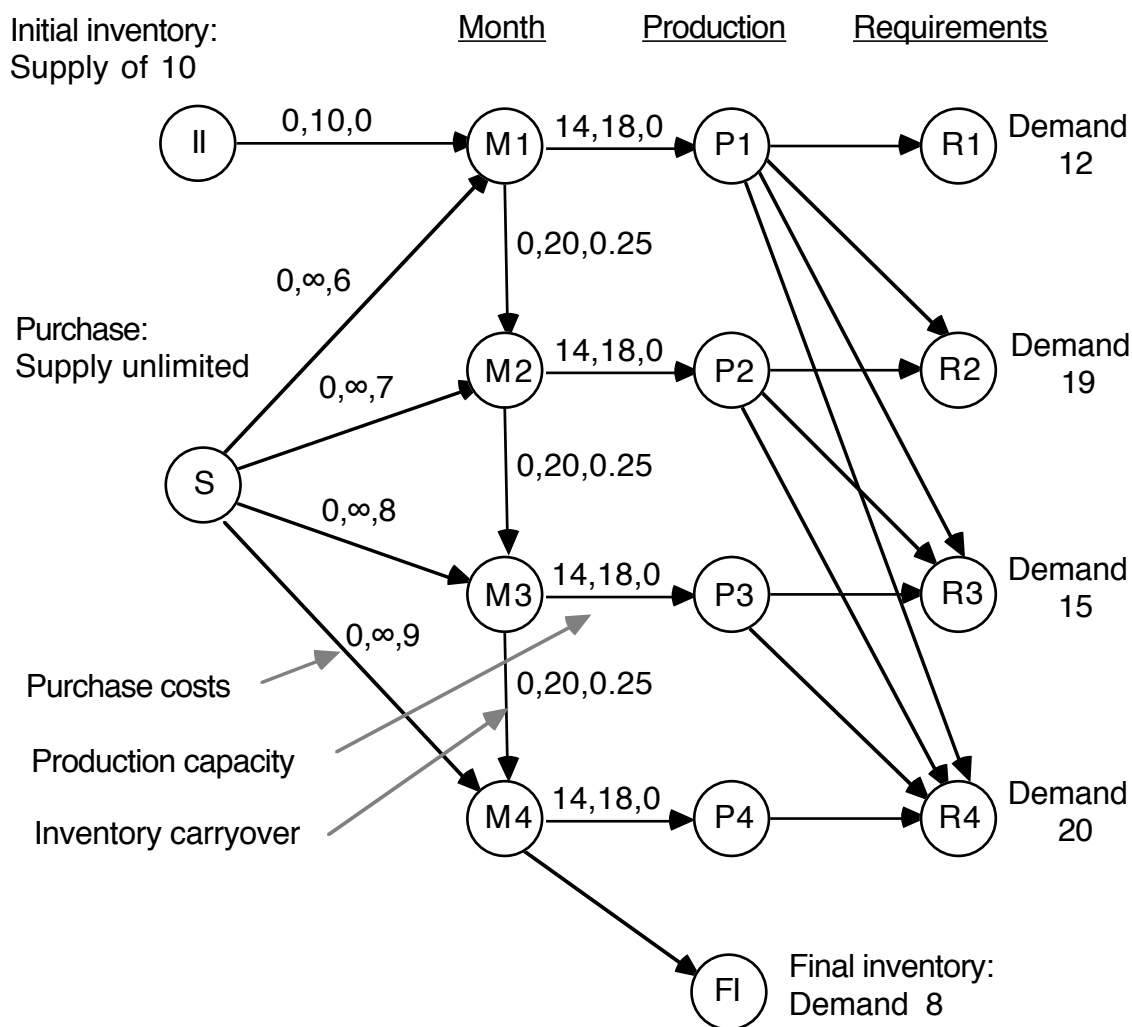 Initial inventory:
Supply of 10
Month
Production
Requirements
II
0,10,0
M1
14,18,0
P1
R1
Demand
12
0,∞,6
0,20,0.25
Purchase:
Supply unlimited
0,∞,7
M2
14,18,0
P2
R2
Demand
19
S
0,20,0.25
0,∞,8
M3
14,18,0
P3
R3
Demand
15
0,∞,9
0,20,0.25
Purchase costs
Production capacity
Inventory carryover
M4
14,18,0
P4
R4
Demand
20
FI
Final inventory:
Demand 8